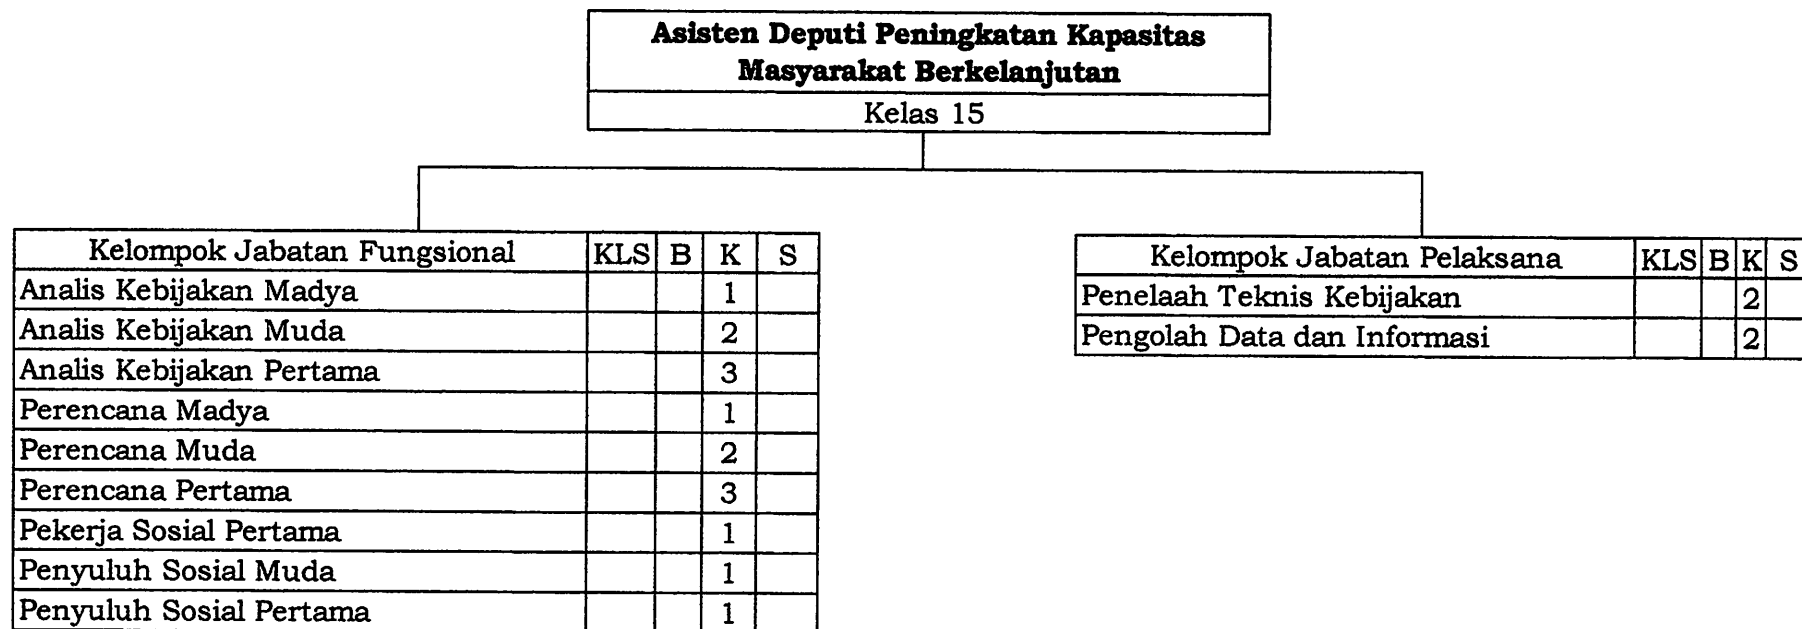 Asisten Deputi Peningkatan Kapasitas
Masyarakat Berkelanjutan
Kelas 15
Kelompok Jabatan Fungsional KLS B K S
Analis Kebijakan Madya 1
Analis Kebijakan Muda 2
Analis Kebijakan Pertama 3
Perencana Madya 1
Perencana Muda 2
Perencana Pertama 3
Pekerja Sosial Pertama 1
Penyuluh Sosial Muda 1
Penyuluh Sosial Pertama 1
Kelompok Jabatan Pelaksana KLS B K S
Penelaah Teknis Kebijakan 2
Pengolah Data dan Informasi 2